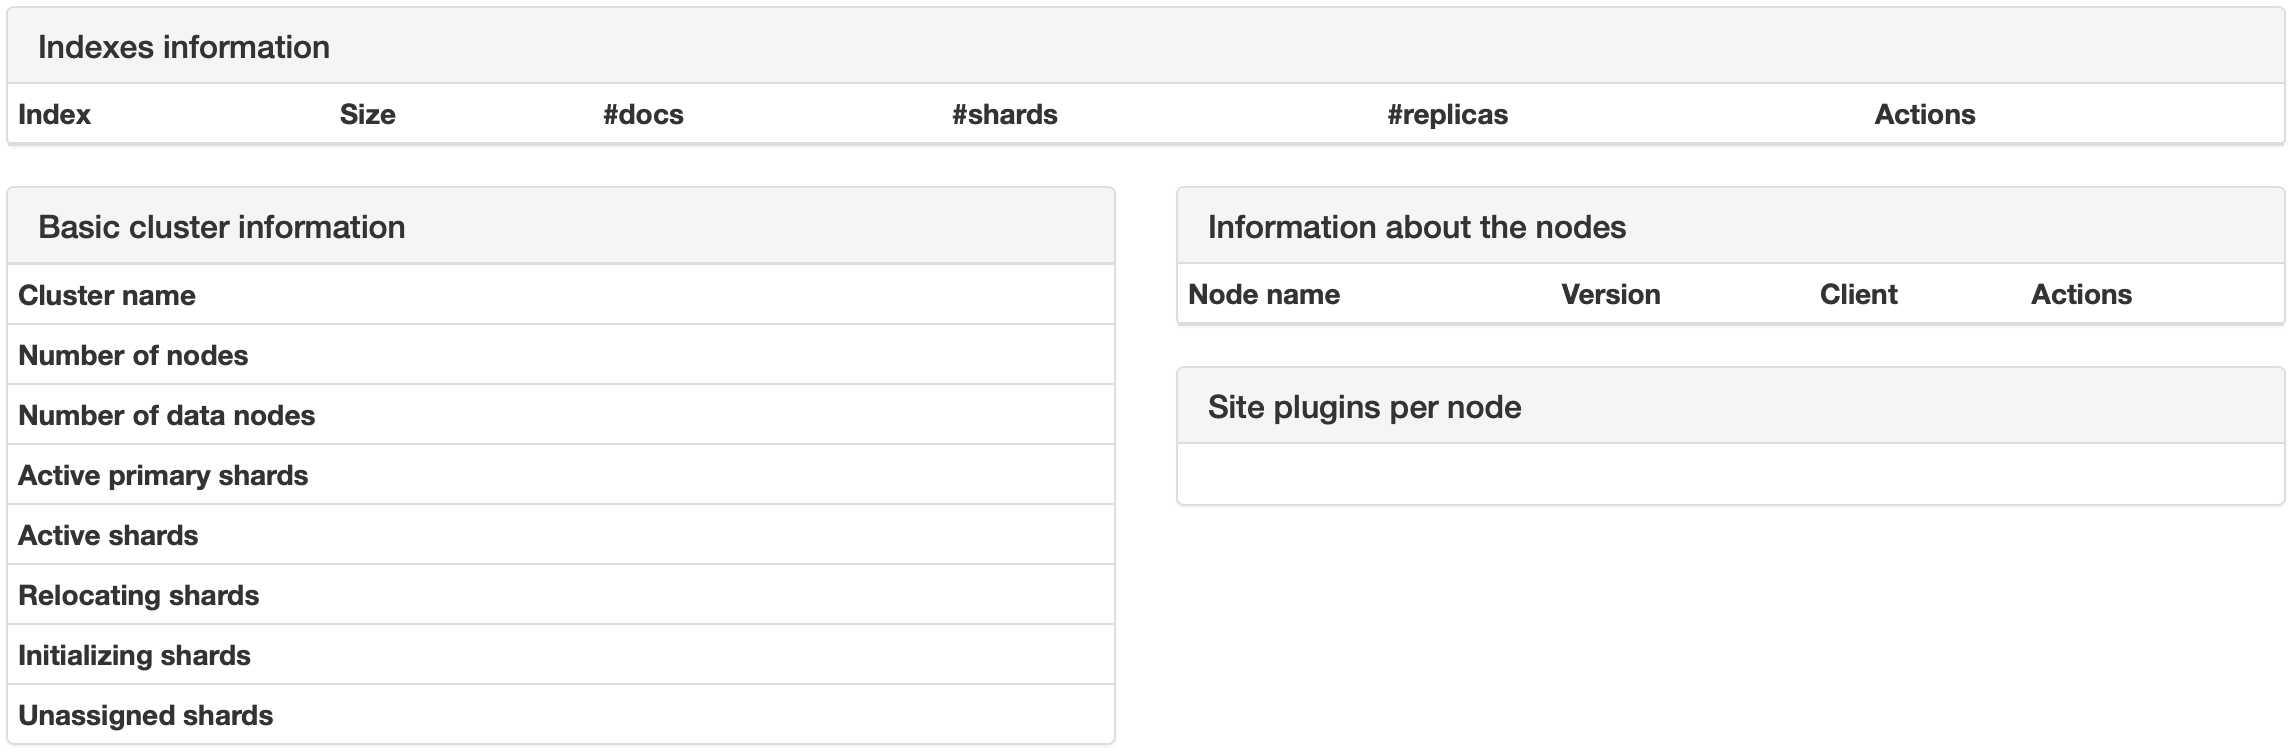 Indexes information
Index Size #docs #shards #replicas Actions
Basic cluster information
Cluster name
Number of nodes
Number of data nodes
Active primary shards
Active shards
Relocating shards
Initializing shards
Unassigned shards
Information about the nodes
Node name Version Client Actions
Site plugins per node